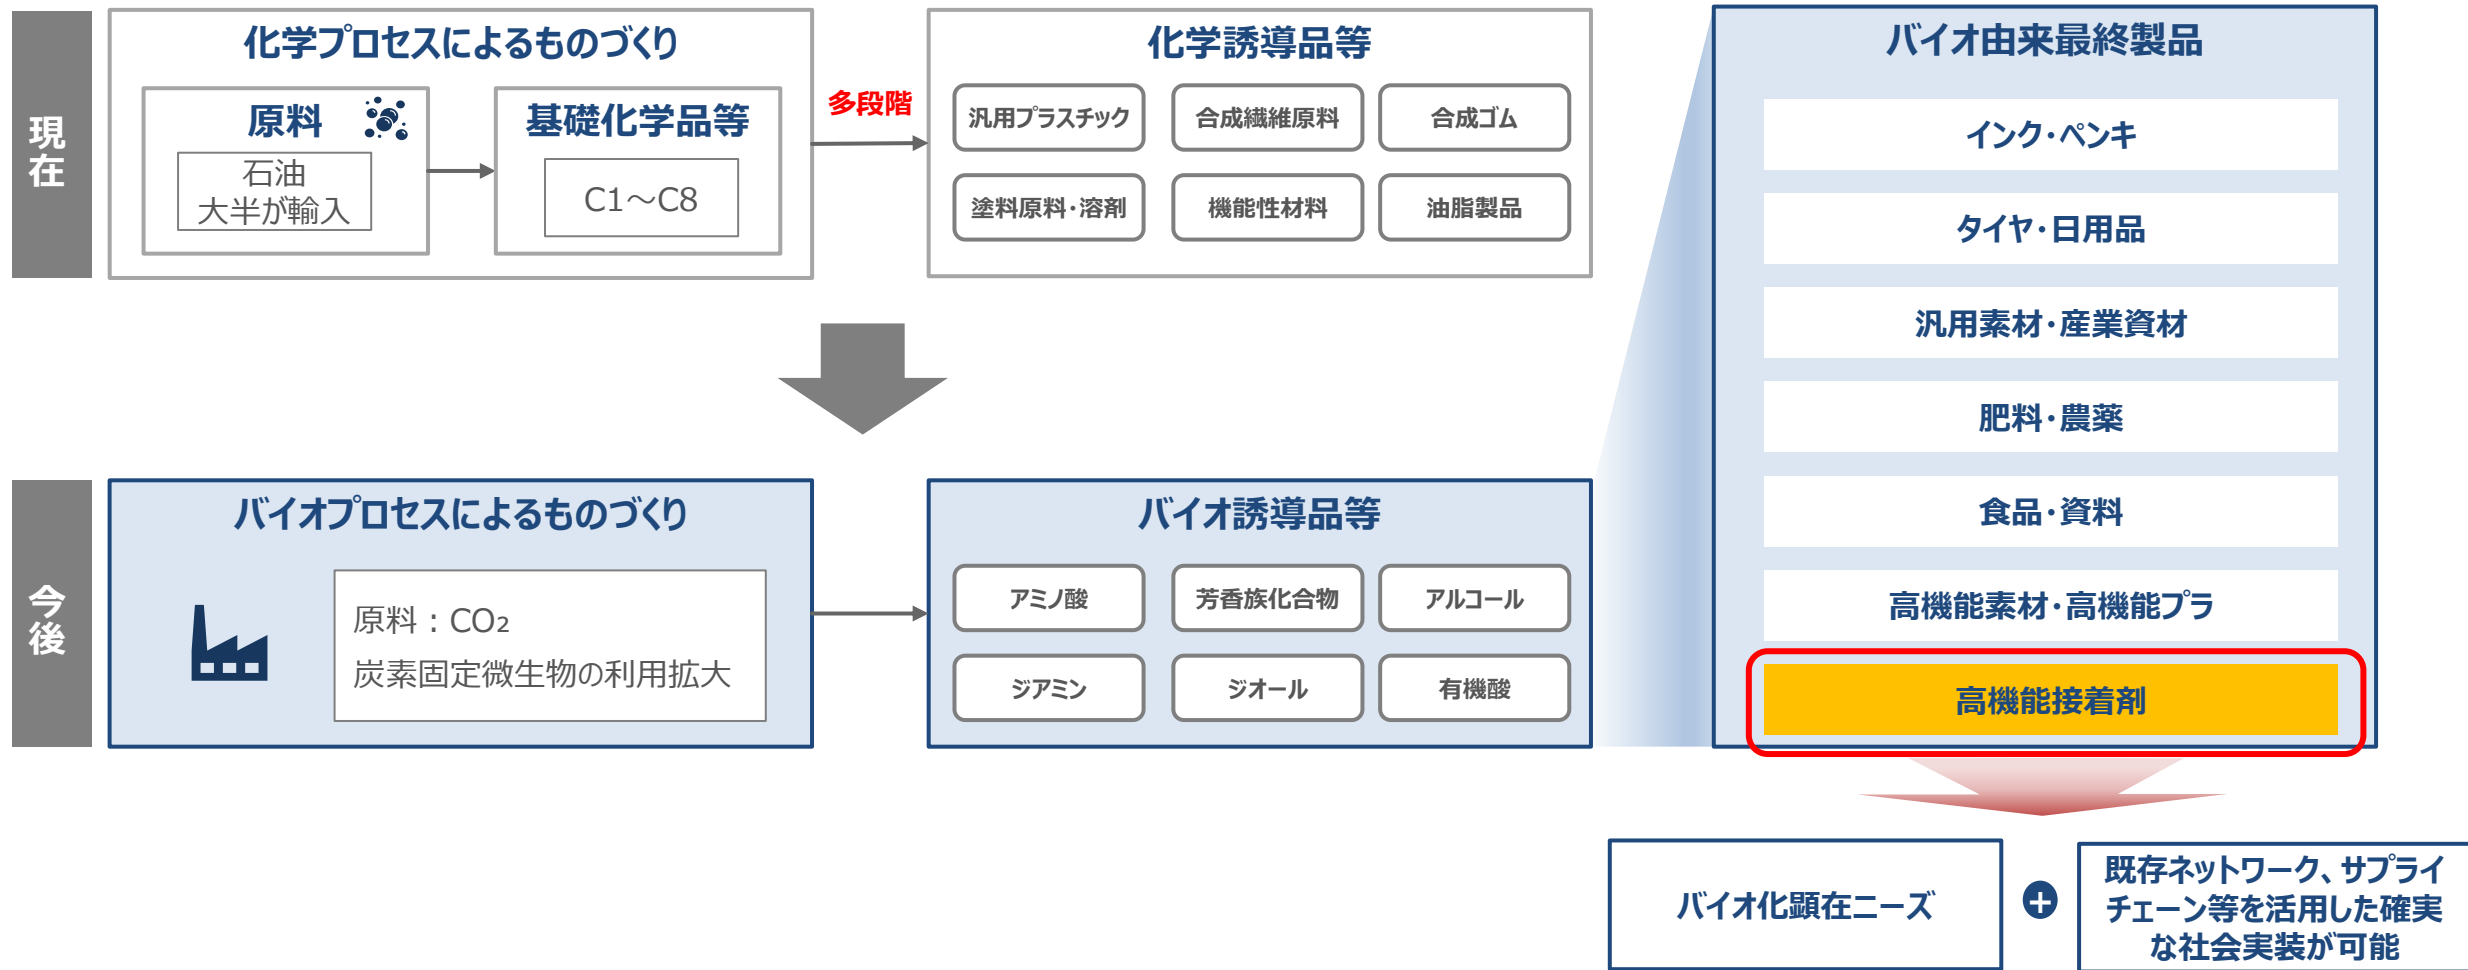 現在
化学プロセスによるものづくり
原料
石油
大半が輸入
基礎化学品等
C1～C8
多段階
化学誘導品等
汎用プラスチック
合成繊維原料
合成ゴム
塗料原料・溶剤
機能性材料
油脂製品
今後
バイオプロセスによるものづくり
原料：CO₂
炭素固定微生物の利用拡大
バイオ誘導品等
アミノ酸
芳香族化合物
アルコール
ジアミン
ジオール
有機酸
バイオ由来最終製品
インク・ペンキ
タイヤ・日用品
汎用素材・産業資材
肥料・農薬
食品・資料
高機能素材・高機能プラ
高機能接着剤
バイオ化顕在ニーズ
+
既存ネットワーク、サプライ
チェーン等を活用した確実
な社会実装が可能